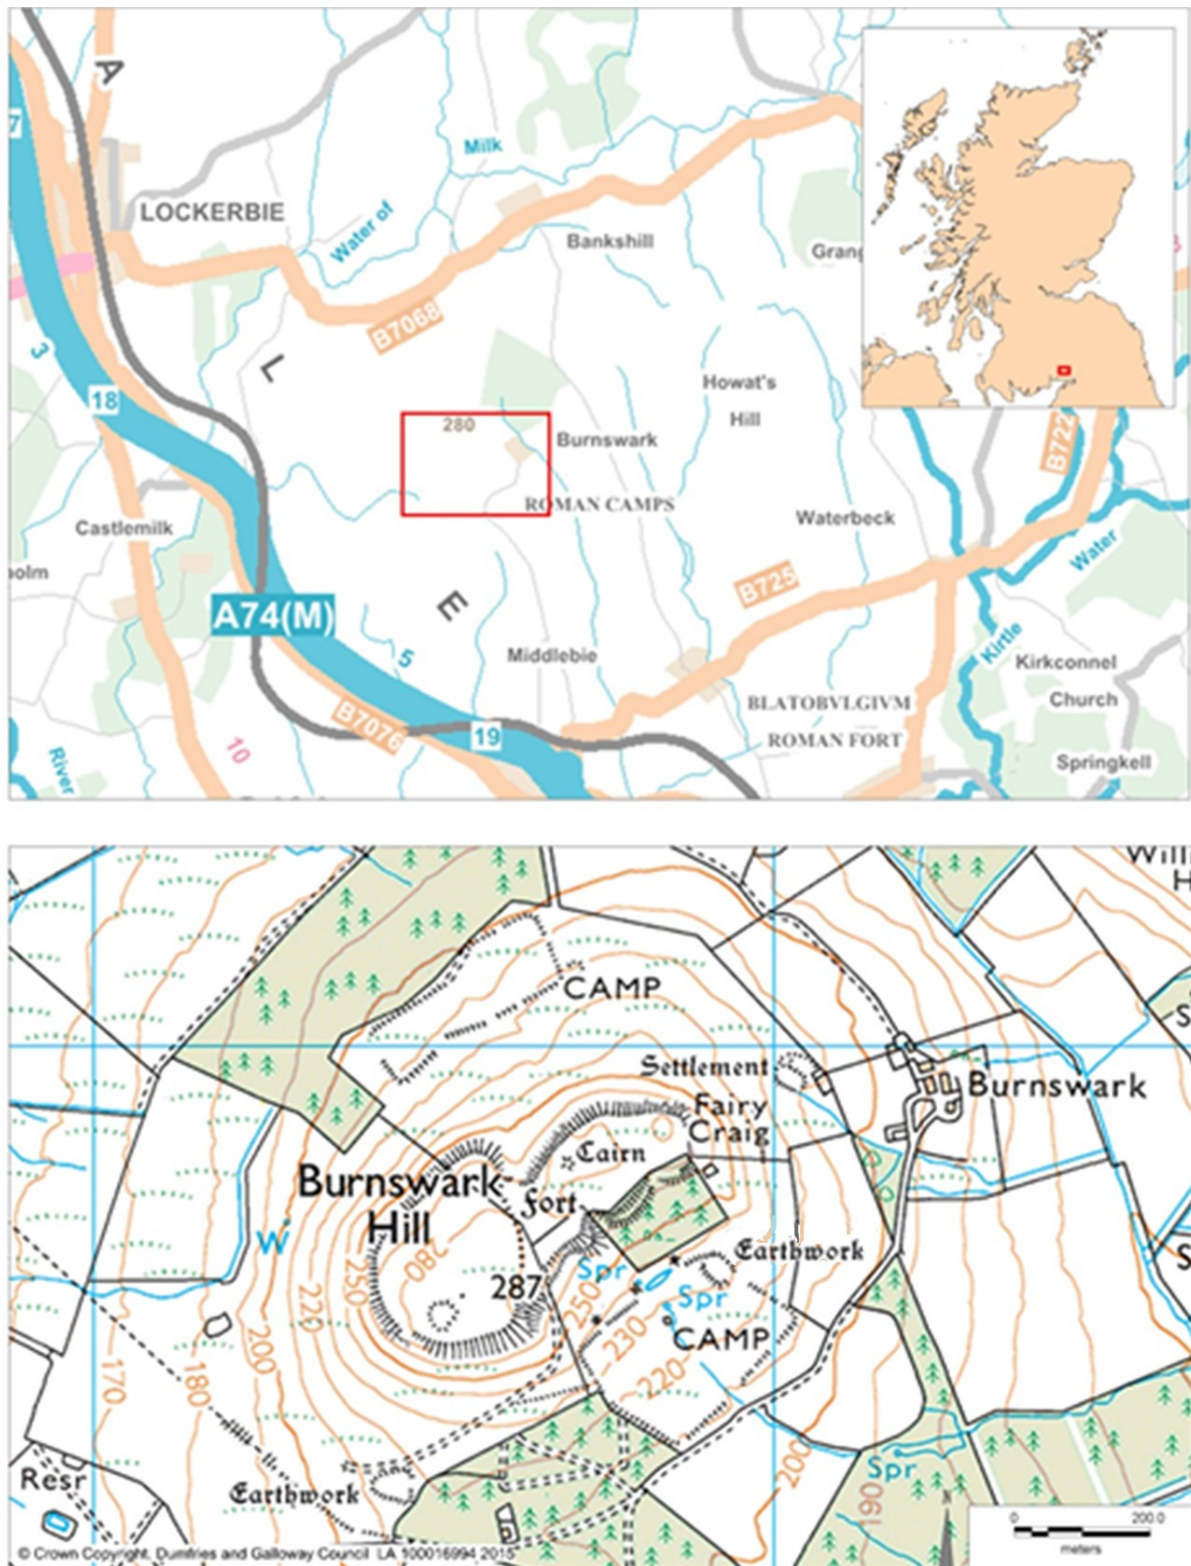 A
7
Milk
LOCKERBIE
Water of
Bankshill
Grang
B7068
3
L
Howat's
Hill
18
280
Burnswark
B722
ROMAN CAMPS
Castlemilk
Waterbeck
Water
olm
B725
A74(M)
E
Kirtle
5
Middlebie
Kirkconnel
Church
BLATOBVLGIVM
ROMAN FORT
B7076
19
10
River
Springkell
Willi
H
CAMP
S
Settlement
Burnswark
Fairy
Craig
Cairn
Burnswark
Hill
Fort
W
Earthwork
280
250
Spr
S
287
Spr
220
250
CAMP
230
200
220
170
180
200
Spr
190
Resr
Earthwork
N
0 200.0
meters
© Crown Copyright, Dumfries and Galloway Council LA 100016994 2015